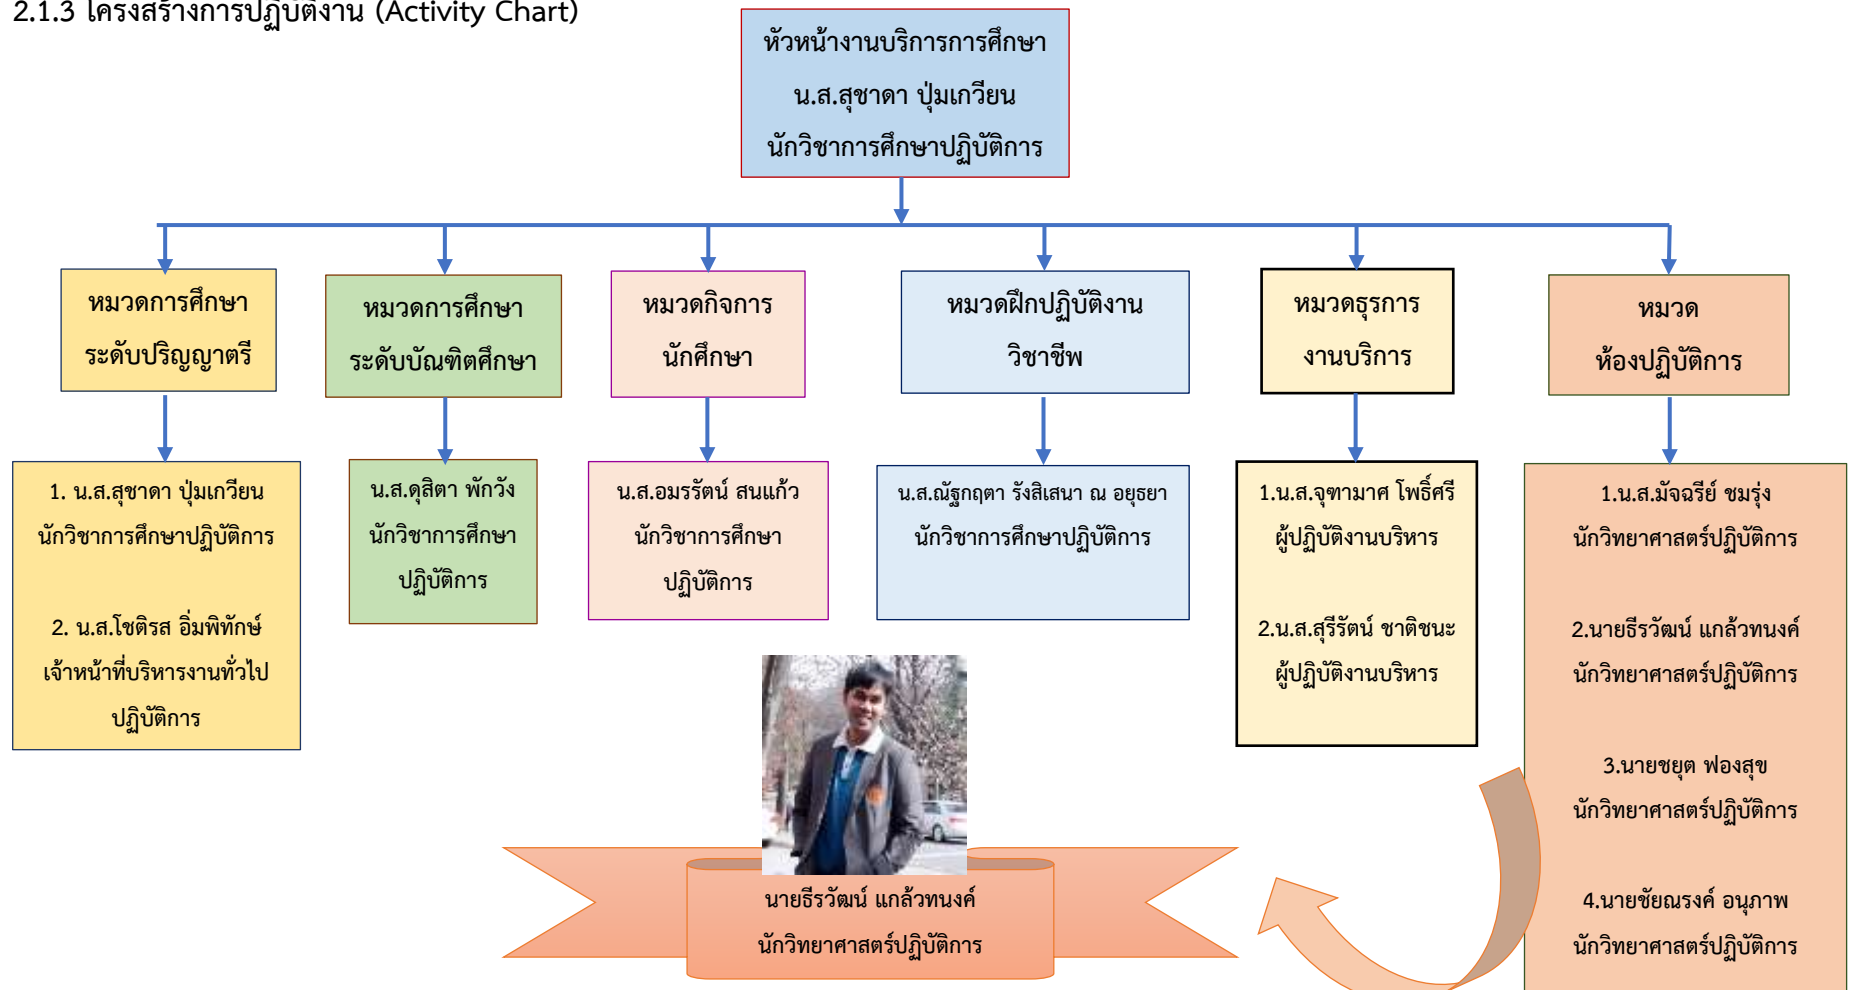 2.1.3 โครงสร้างการปฏิบัติงาน (Activity Chart)
หัวหน้างานบริการการศึกษา
น.ส.สุชาดา ปุ่มเกวียน
นักวิชาการศึกษาปฏิบัติการ
หมวดการศึกษา
ระดับปริญญาตรี
หมวดการศึกษา
ระดับบัณฑิตศึกษา
หมวดกิจการ
นักศึกษา
หมวดฝึกปฏิบัติงาน
วิชาชีพ
หมวดธุรการ
งานบริการ
หมวด
ห้องปฏิบัติการ
1. น.ส.สุชาดา ปุ่มเกวียน
นักวิชาการศึกษาปฏิบัติการ
2. น.ส.โชติรส อิ่มพิทักษ์
เจ้าหน้าที่บริหารงานทั่วไป
ปฏิบัติการ
น.ส.ดุสิตา พักวัง
นักวิชาการศึกษา
ปฏิบัติการ
น.ส.อมรรัตน์ สนแก้ว
นักวิชาการศึกษา
ปฏิบัติการ
น.ส.ณัฐกฤตา รังสิเสนา ณ อยุธยา
นักวิชาการศึกษาปฏิบัติการ
1.น.ส.จุฑามาศ โพธิ์ศรี
ผู้ปฏิบัติงานบริหาร
2.น.ส.สุรีรัตน์ ชาติชนะ
ผู้ปฏิบัติงานบริหาร
1.น.ส.มัจฉรีย์ ชมรุ่ง
นักวิทยาศาสตร์ปฏิบัติการ
2.นายธีรวัฒน์ แกล้วทนงค์
นักวิทยาศาสตร์ปฏิบัติการ
3.นายชยุต ฟองสุข
นักวิทยาศาสตร์ปฏิบัติการ
4.นายชัยณรงค์ อนุภาพ
นักวิทยาศาสตร์ปฏิบัติการ
นายธีรวัฒน์ แกล้วทนงค์
นักวิทยาศาสตร์ปฏิบัติการ